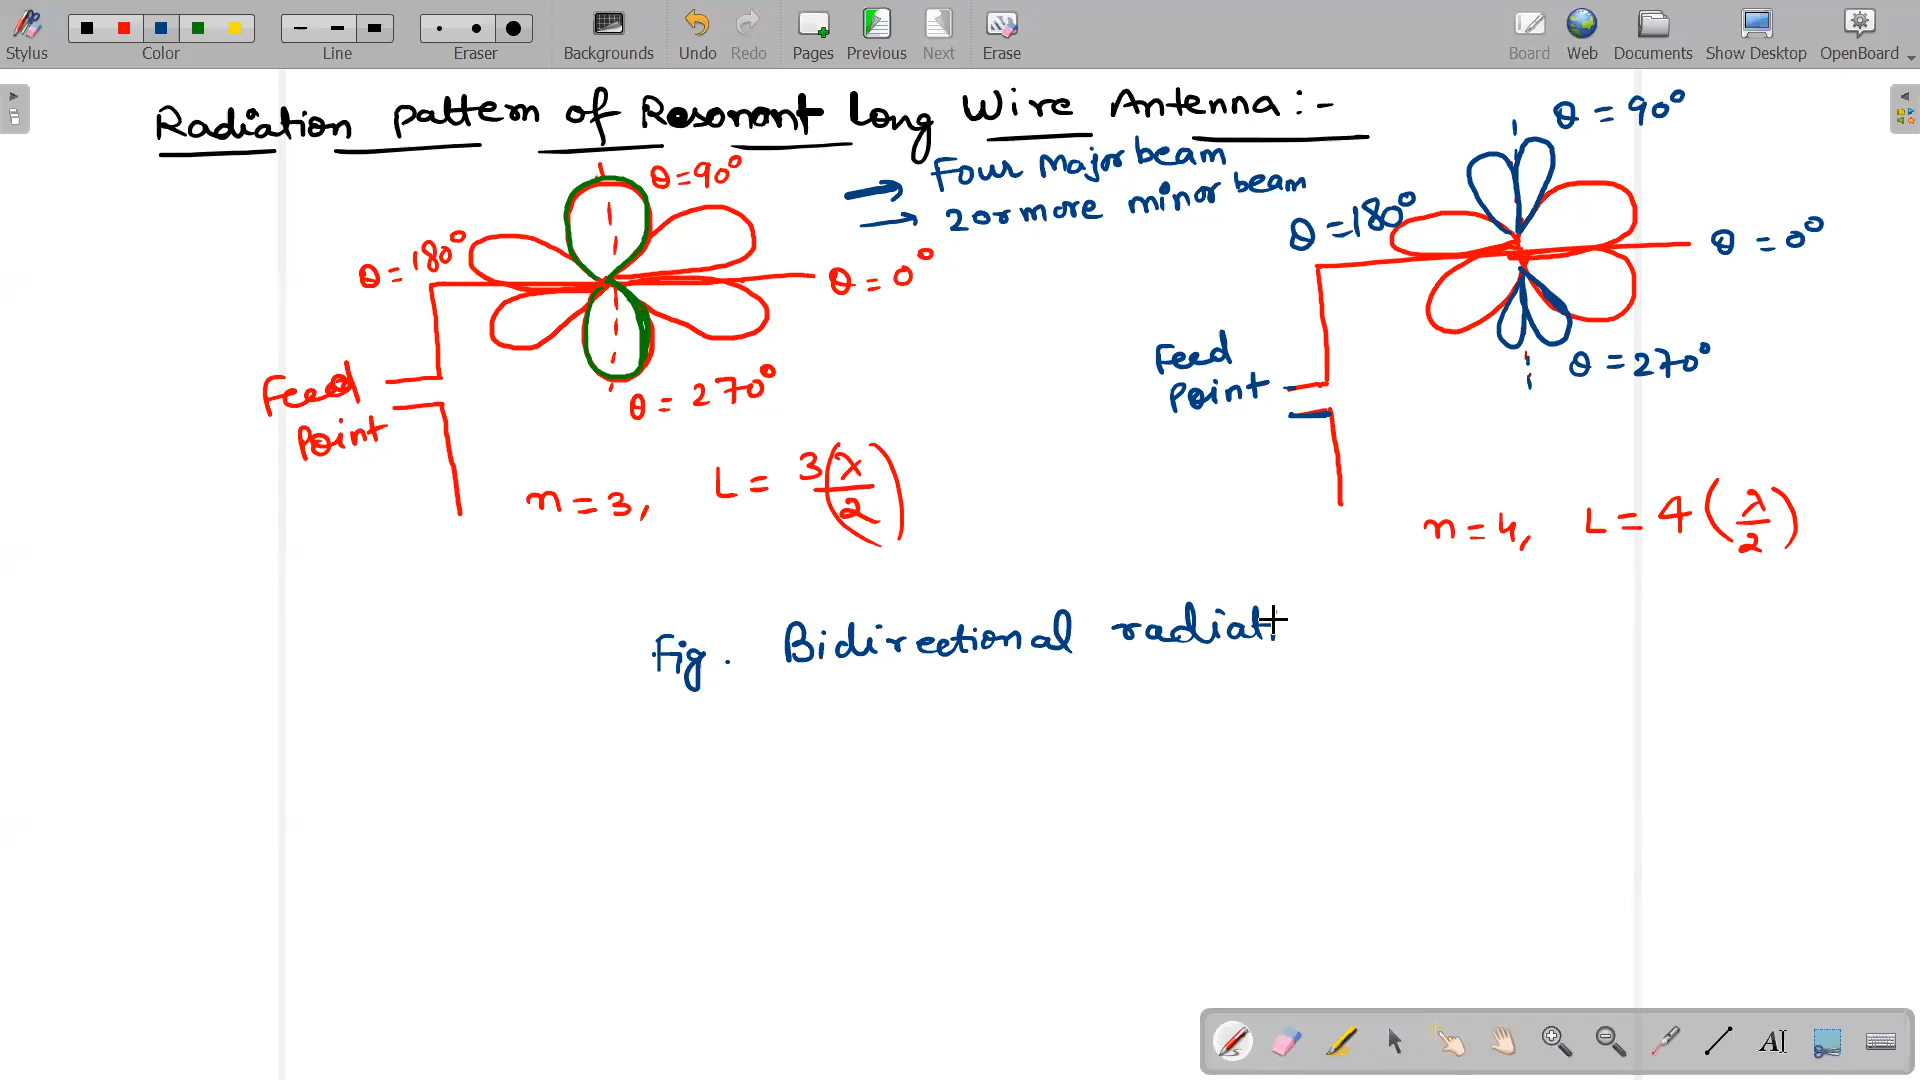 Stylus Color Line Eraser Backgrounds Undo Redo Pages Previous Next Erase Board Web Documents Show Desktop OpenBoard
Radiation Pattern of Resonant Long Wire Antenna :-
→ Four Major beam
→ 2 or more minor beam
θ = 90°
θ = 180°
θ = 0°
θ = 270°
Feed
Point
n = 3, L = 3(λ/2)
θ = 90°
θ = 180°
θ = 0°
θ = 270°
Feed
Point
n = 4, L = 4(λ/2)
Fig. Bidirectional radiati
AI